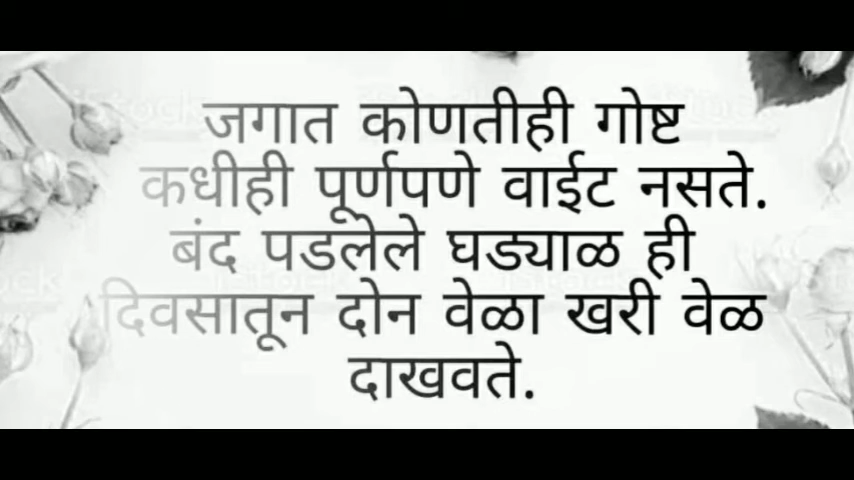 जगात कोणतीही गोष्ट
कधीही पूर्णपणे वाईट नसते.
बंद पडलेले घड्याळ ही
दिवसातून दोन वेळा खरी वेळ
दाखवते.